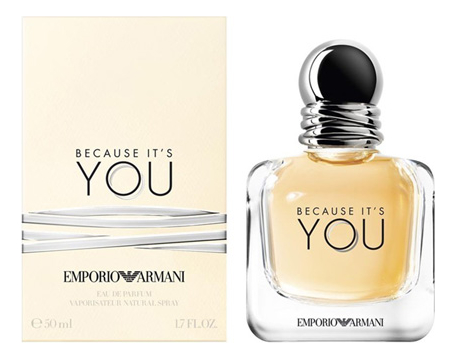 BECAUSE IT'S
YOU
EMPORIO ARMANI
EAU DE PARFUM
VAPORISATEUR NATURAL SPRAY
℮ 50 ml 1.7 FL.OZ.
BECAUSE IT'S
YOU
EMPORIO ARMANI